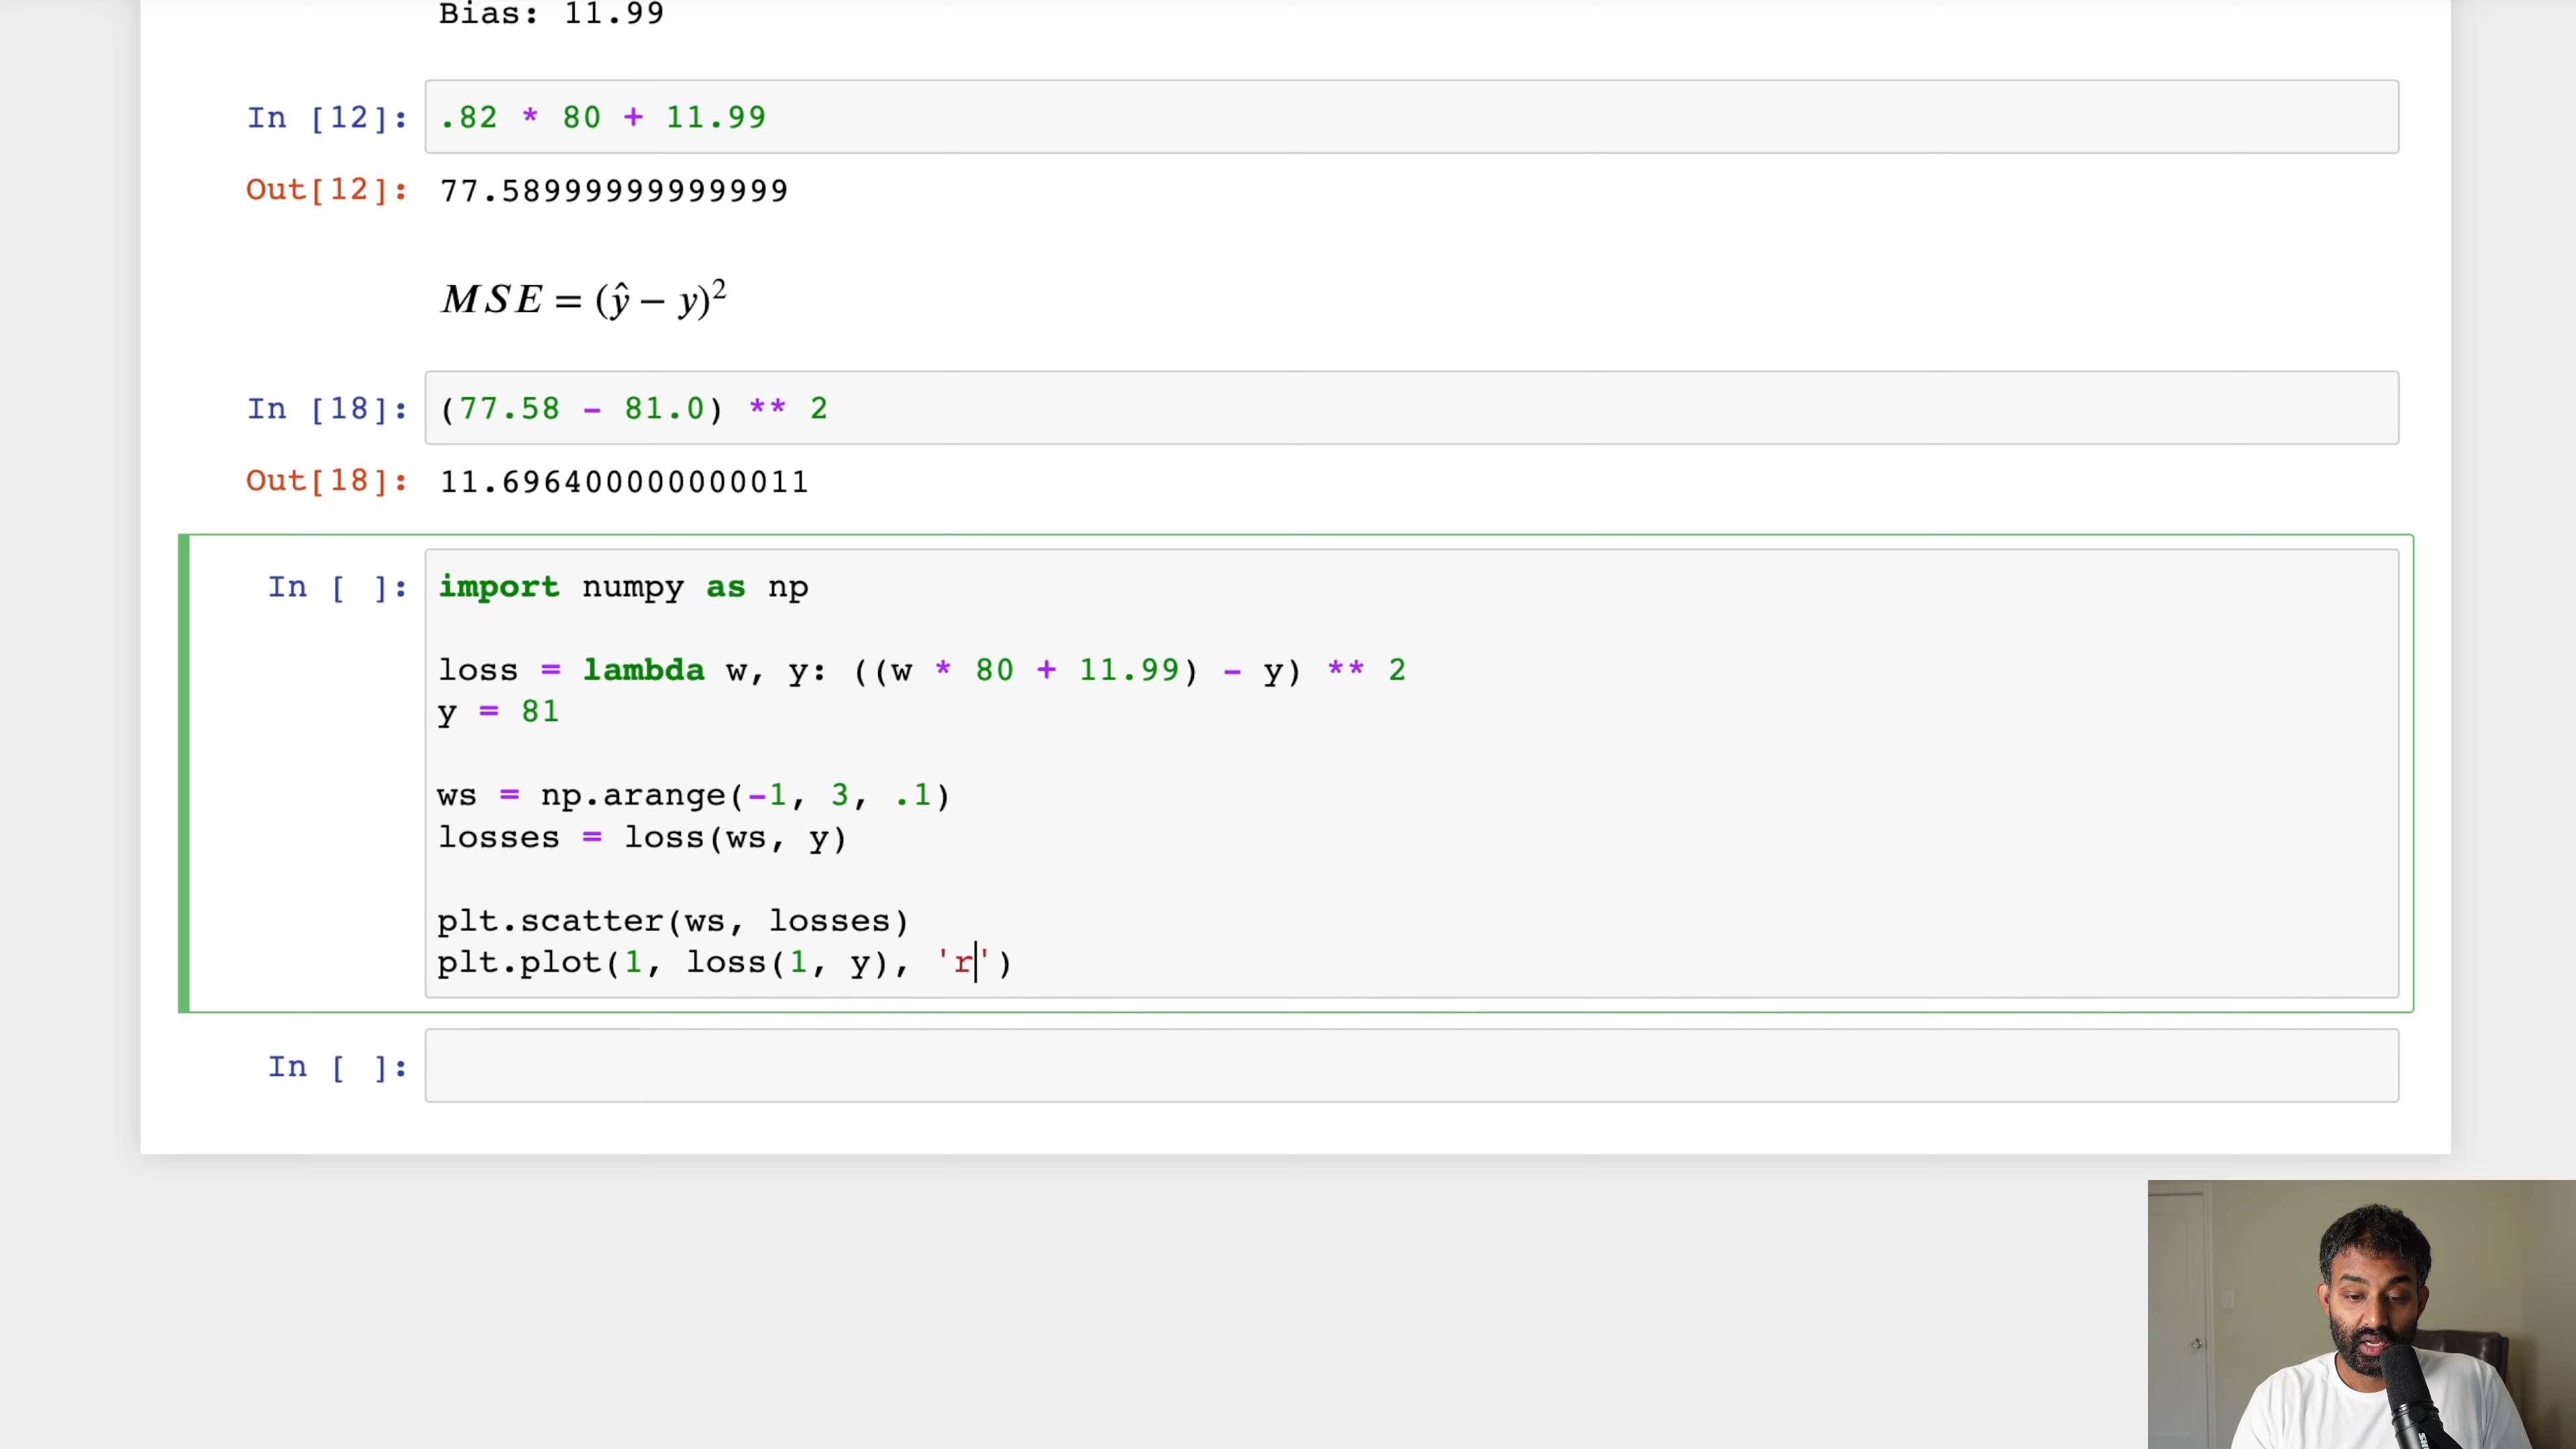 Bias: 11.99
In [12]: .82 * 80 + 11.99
Out[12]: 77.58999999999999
MSE = (ŷ − y)²
In [18]: (77.58 - 81.0) ** 2
Out[18]: 11.696400000000011
In [ ]: import numpy as np
loss = lambda w, y: ((w * 80 + 11.99) - y) ** 2
y = 81
ws = np.arange(-1, 3, .1)
losses = loss(ws, y)
plt.scatter(ws, losses)
plt.plot(1, loss(1, y), 'r')
In [ ]: